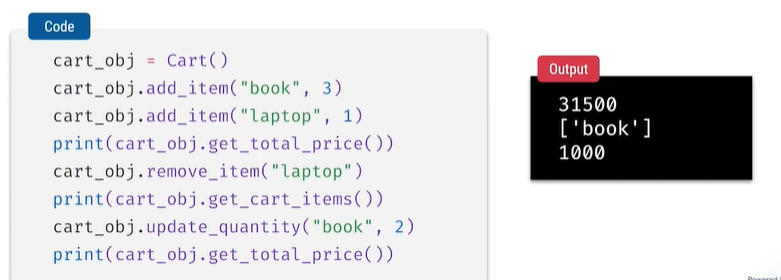 Code
cart_obj = Cart()
cart_obj.add_item("book", 3)
cart_obj.add_item("laptop", 1)
print(cart_obj.get_total_price())
cart_obj.remove_item("laptop")
print(cart_obj.get_cart_items())
cart_obj.update_quantity("book", 2)
print(cart_obj.get_total_price())
Output
31500
['book']
1000